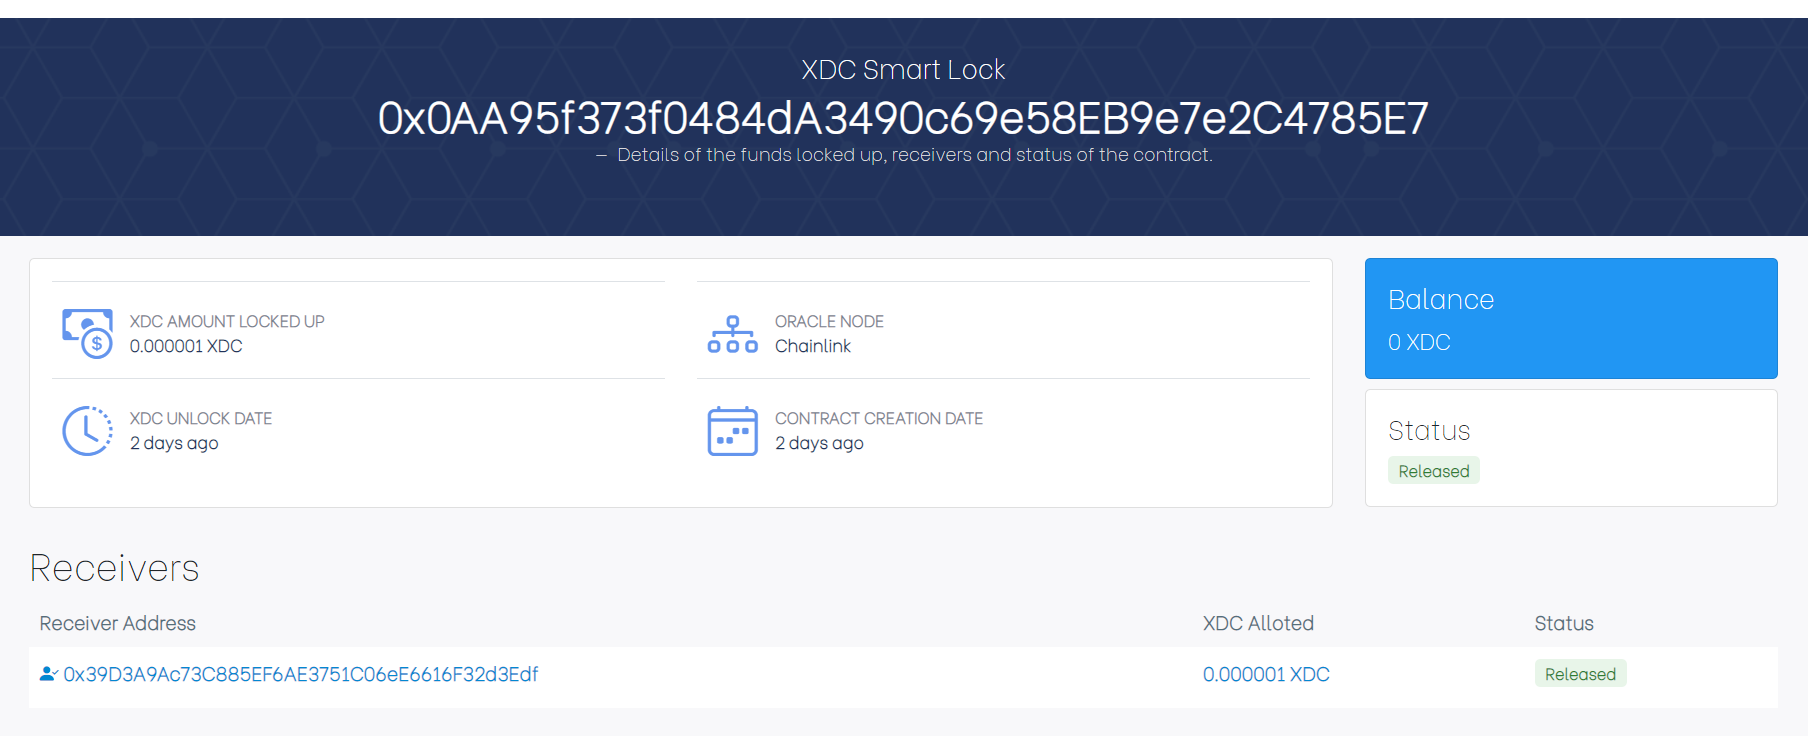 XDC Smart Lock
0x0AA95f373f0484dA3490c69e58EB9e7e2C4785E7
— Details of the funds locked up, receivers and status of the contract.
XDC AMOUNT LOCKED UP
0.000001 XDC
ORACLE NODE
Chainlink
XDC UNLOCK DATE
2 days ago
CONTRACT CREATION DATE
2 days ago
Balance
0 XDC
Status
Released
Receivers
Receiver Address XDC Alloted Status
0x39D3A9Ac73C885EF6AE3751C06eE6616F32d3Edf 0.000001 XDC Released